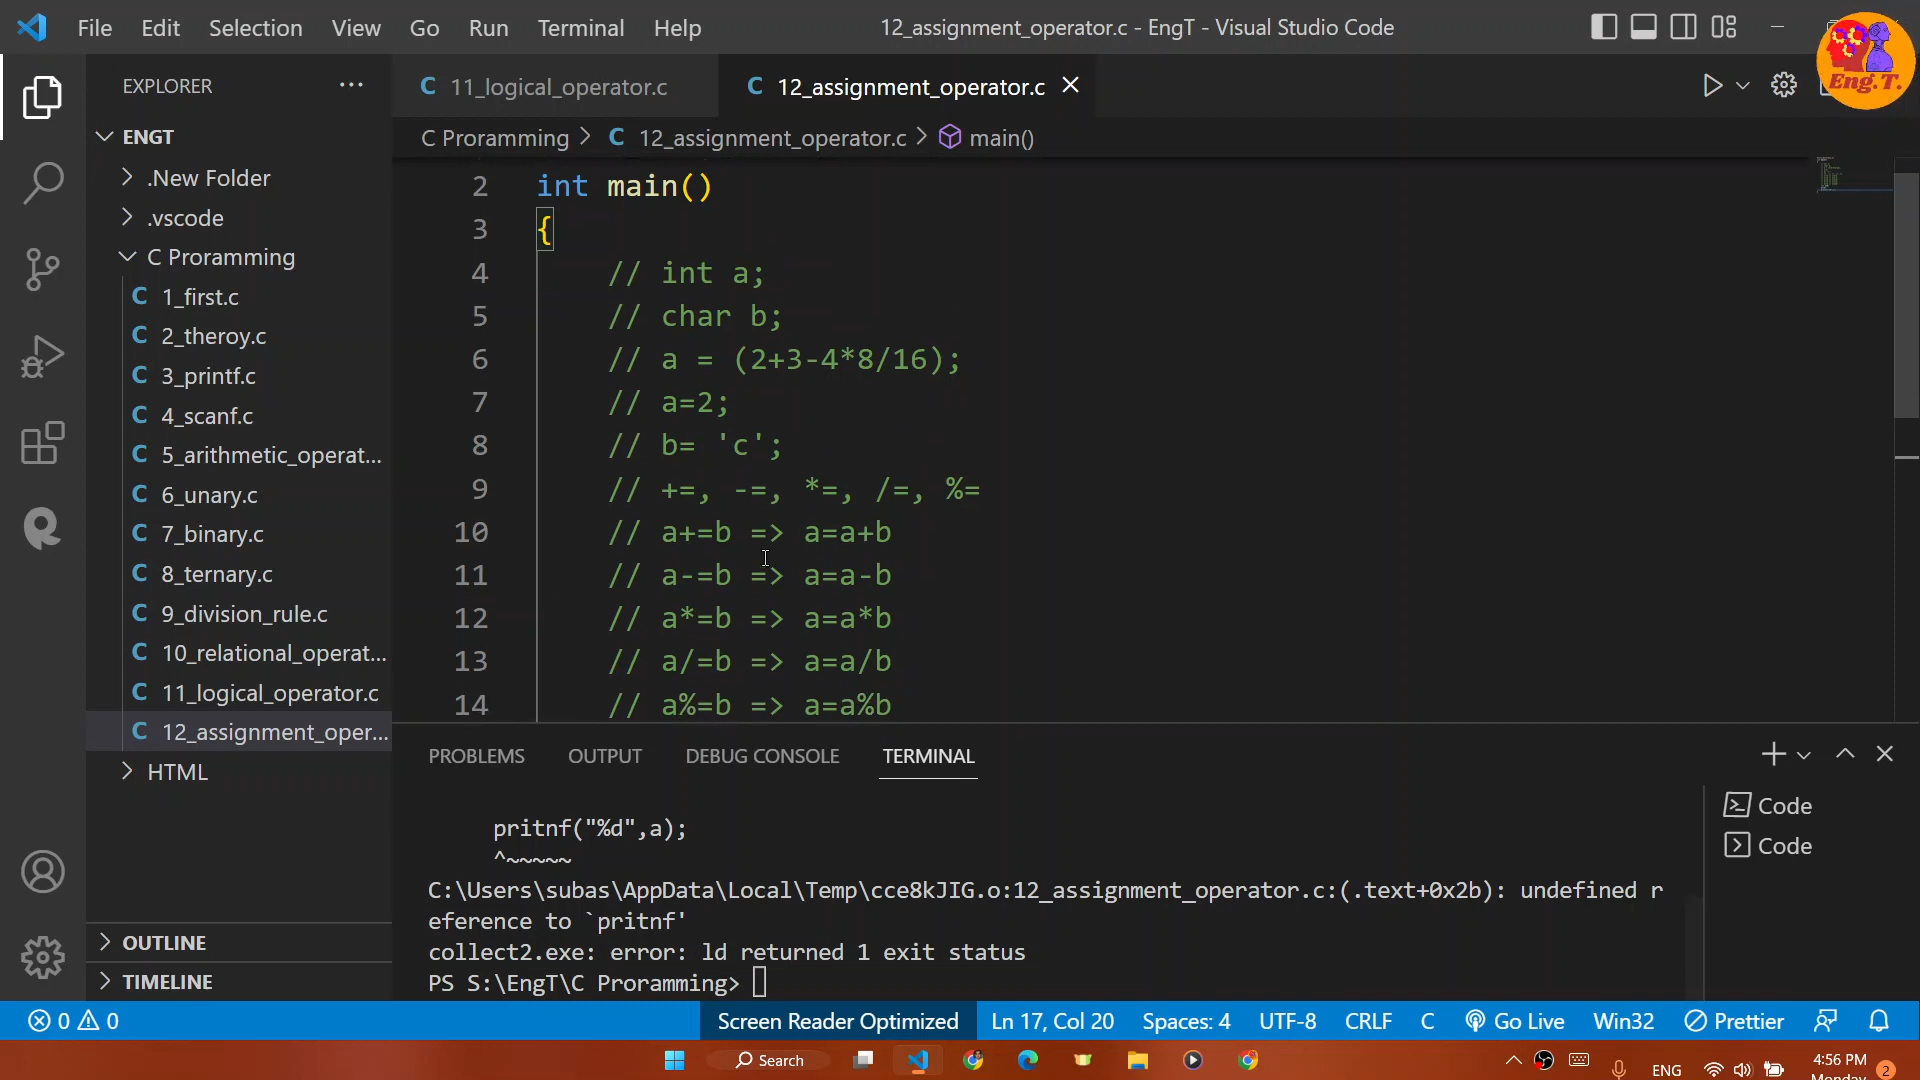 File Edit Selection View Go Run Terminal Help
12_assignment_operator.c - EngT - Visual Studio Code
Eng.T.
EXPLORER
ENGT
.New Folder
.vscode
C Proramming
1_first.c
2_theroy.c
3_printf.c
4_scanf.c
5_arithmetic_operat...
6_unary.c
7_binary.c
8_ternary.c
9_division_rule.c
10_relational_operat...
11_logical_operator.c
12_assignment_oper...
HTML
OUTLINE
TIMELINE
C 11_logical_operator.c C 12_assignment_operator.c
C Proramming > C 12_assignment_operator.c > main()
2 int main()
3 {
4 // int a;
5 // char b;
6 // a = (2+3-4*8/16);
7 // a=2;
8 // b= 'c';
9 // +=, -=, *=, /=, %=
10 // a+=b => a=a+b
11 // a-=b => a=a-b
12 // a*=b => a=a*b
13 // a/=b => a=a/b
14 // a%=b => a=a%b
PROBLEMS OUTPUT DEBUG CONSOLE TERMINAL
pritnf("%d",a);
^~~~~~
C:\Users\subas\AppData\Local\Temp\cce8kJIG.o:12_assignment_operator.c:(.text+0x2b): undefined r
eference to `pritnf'
collect2.exe: error: ld returned 1 exit status
PS S:\EngT\C Proramming>
Code
Code
0 0 Screen Reader Optimized Ln 17, Col 20 Spaces: 4 UTF-8 CRLF C Go Live Win32 Prettier
Search
ENG
4:56 PM
Monday
2